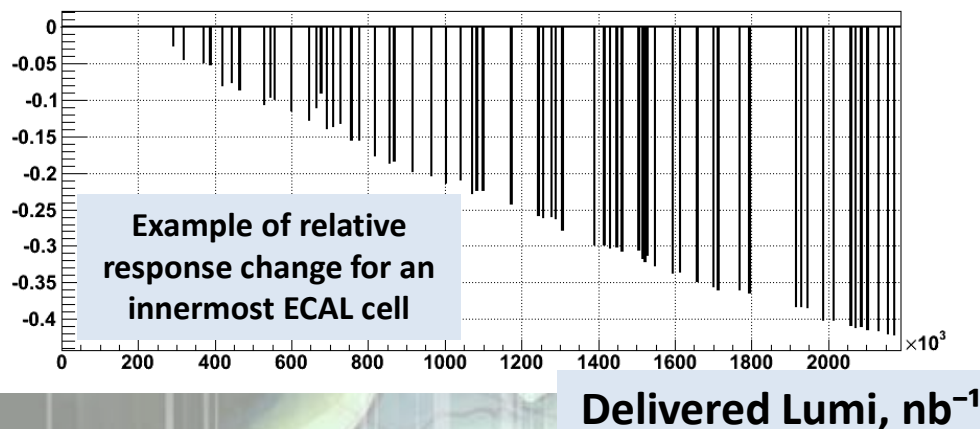 0
-0.05
-0.1
-0.15
-0.2
-0.25
-0.3
-0.35
-0.4
Example of relative
response change for an
innermost ECAL cell
0 200 400 600 800 1000 1200 1400 1600 1800 2000
×10³
Delivered Lumi, nb⁻¹